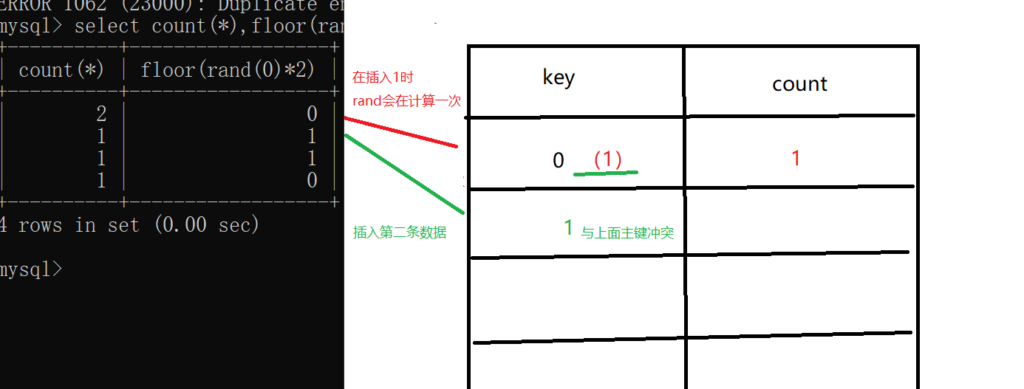 ERROR 1062 (23000): Duplicate en
mysql> select count(*),floor(ran
+----------+------------------+
| count(*) | floor(rand(0)*2) |
+----------+------------------+
| 2 | 0 |
| 1 | 1 |
| 1 | 1 |
| 1 | 0 |
+----------+------------------+
4 rows in set (0.00 sec)
mysql>
在插入1时
rand会在计算一次
插入第二条数据
key count
0 (1) 1
1 与上面主键冲突